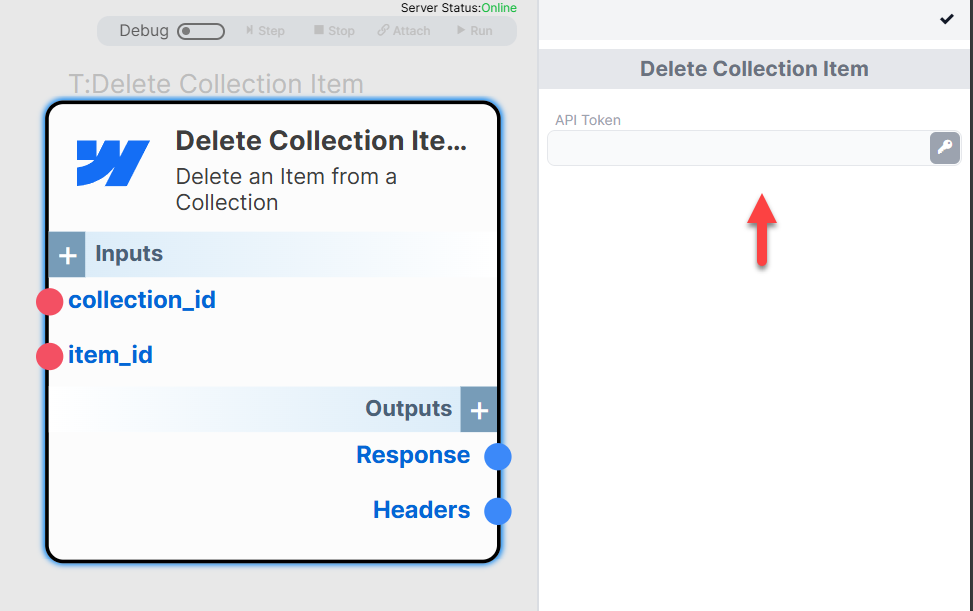 Server Status:Online
Debug Step Stop Attach Run
T:Delete Collection Item
Delete Collection Ite...
Delete an Item from a
Collection
Inputs
collection_id
item_id
Outputs
Response
Headers
Delete Collection Item
API Token